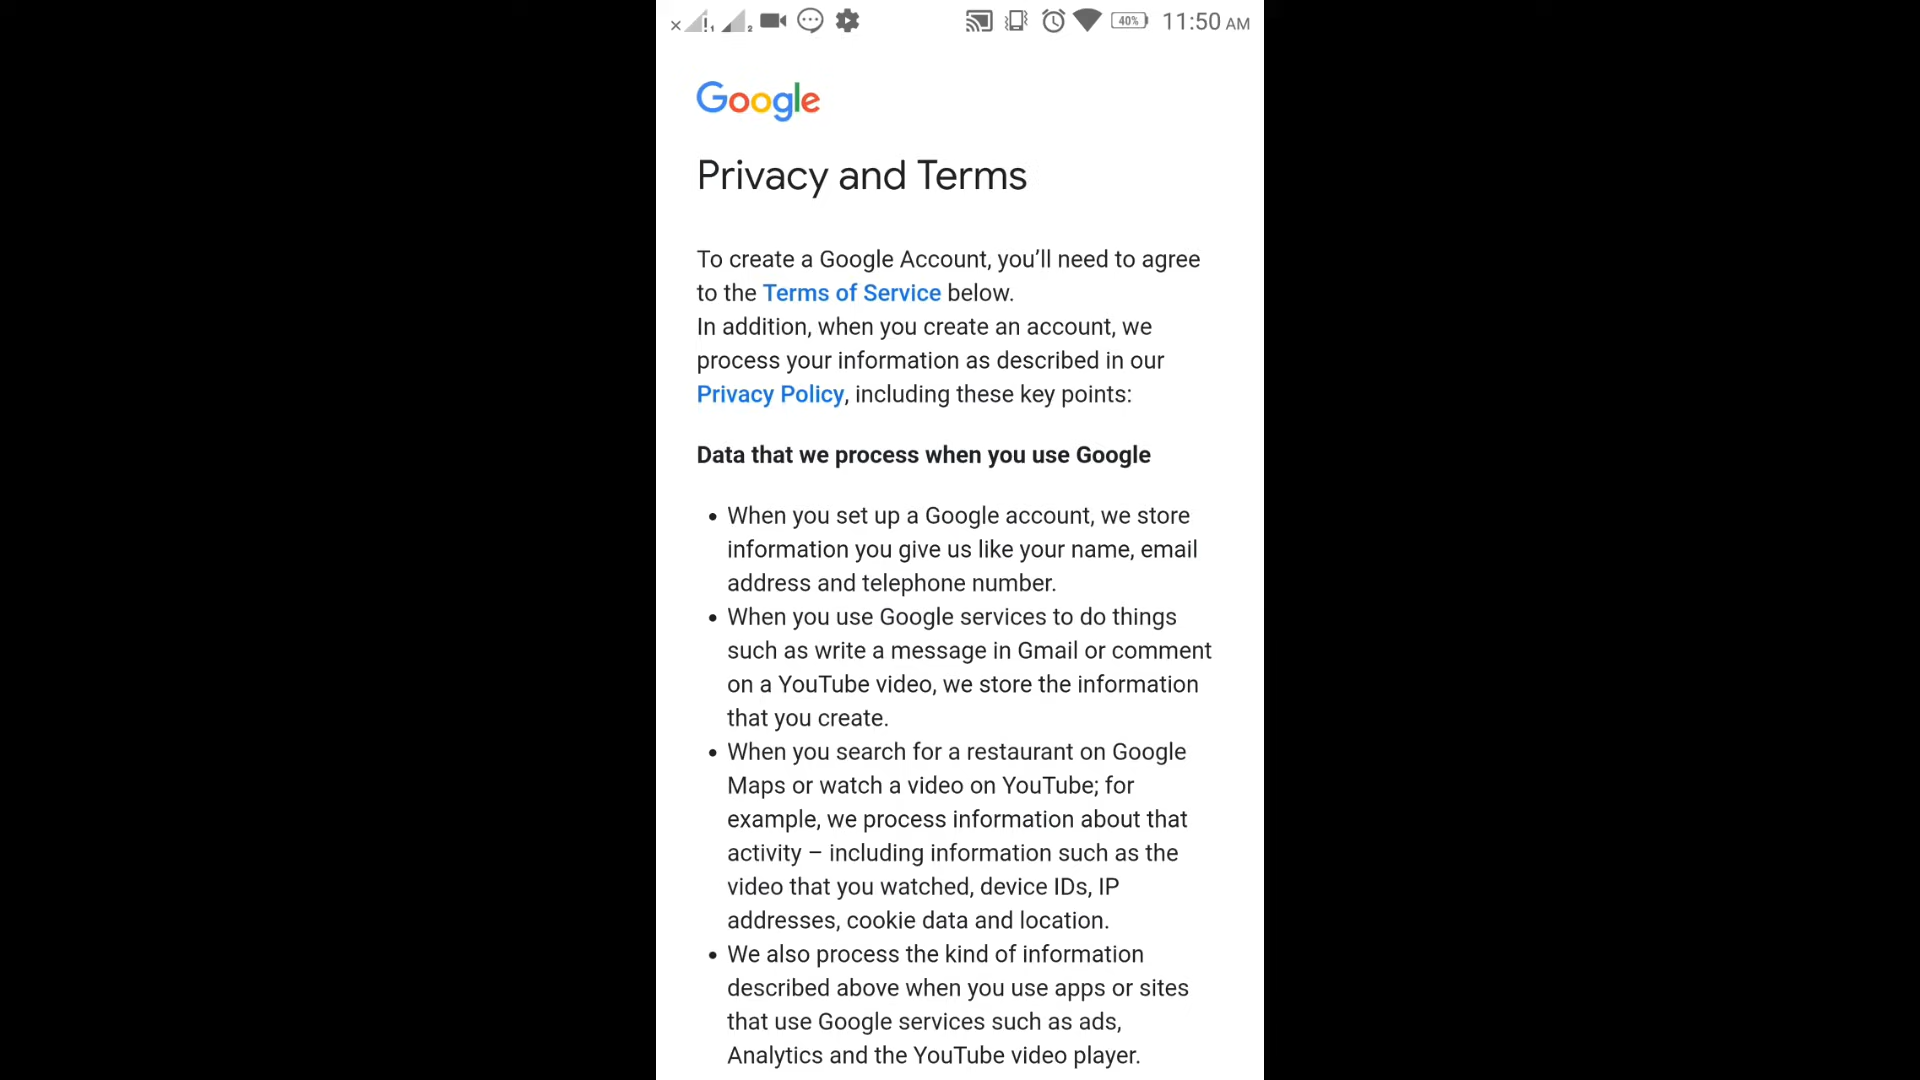 40% 11:50 AM
Google
Privacy and Terms
To create a Google Account, you’ll need to agree
to the Terms of Service below.
In addition, when you create an account, we
process your information as described in our
Privacy Policy, including these key points:
Data that we process when you use Google
• When you set up a Google account, we store
information you give us like your name, email
address and telephone number.
• When you use Google services to do things
such as write a message in Gmail or comment
on a YouTube video, we store the information
that you create.
• When you search for a restaurant on Google
Maps or watch a video on YouTube; for
example, we process information about that
activity – including information such as the
video that you watched, device IDs, IP
addresses, cookie data and location.
• We also process the kind of information
described above when you use apps or sites
that use Google services such as ads,
Analytics and the YouTube video player.